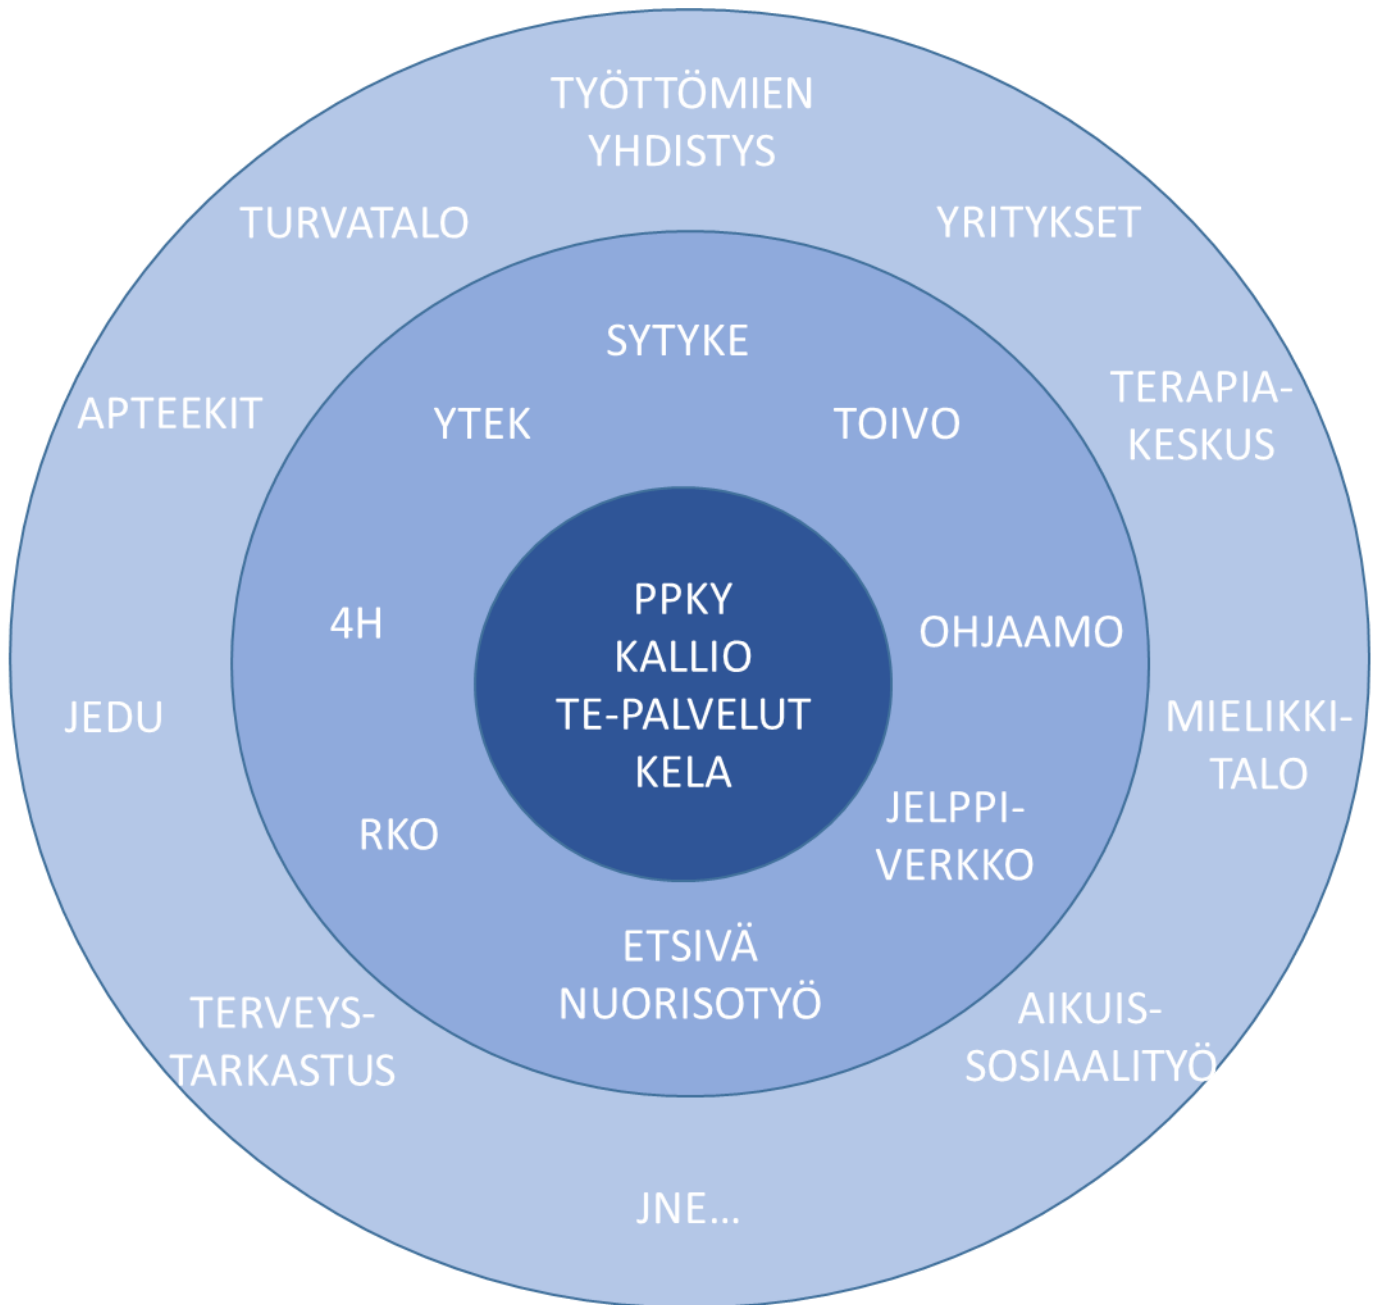 TYÖTTÖMIEN
YHDISTYS
TURVATALO
YRITYKSET
SYTYKE
TERAPIA-
KESKUS
APTEEKIT
YTEK
TOIVO
PPKY
KALLIO
TE-PALVELUT
KELA
4H
OHJAAMO
JEDU
MIELIKKI-
TALO
RKO
JELPPI-
VERKKO
ETSIVÄ
NUORISOTYÖ
TERVEYS-
TARKASTUS
AIKUIS-
SOSIAALITYÖ
JNE...